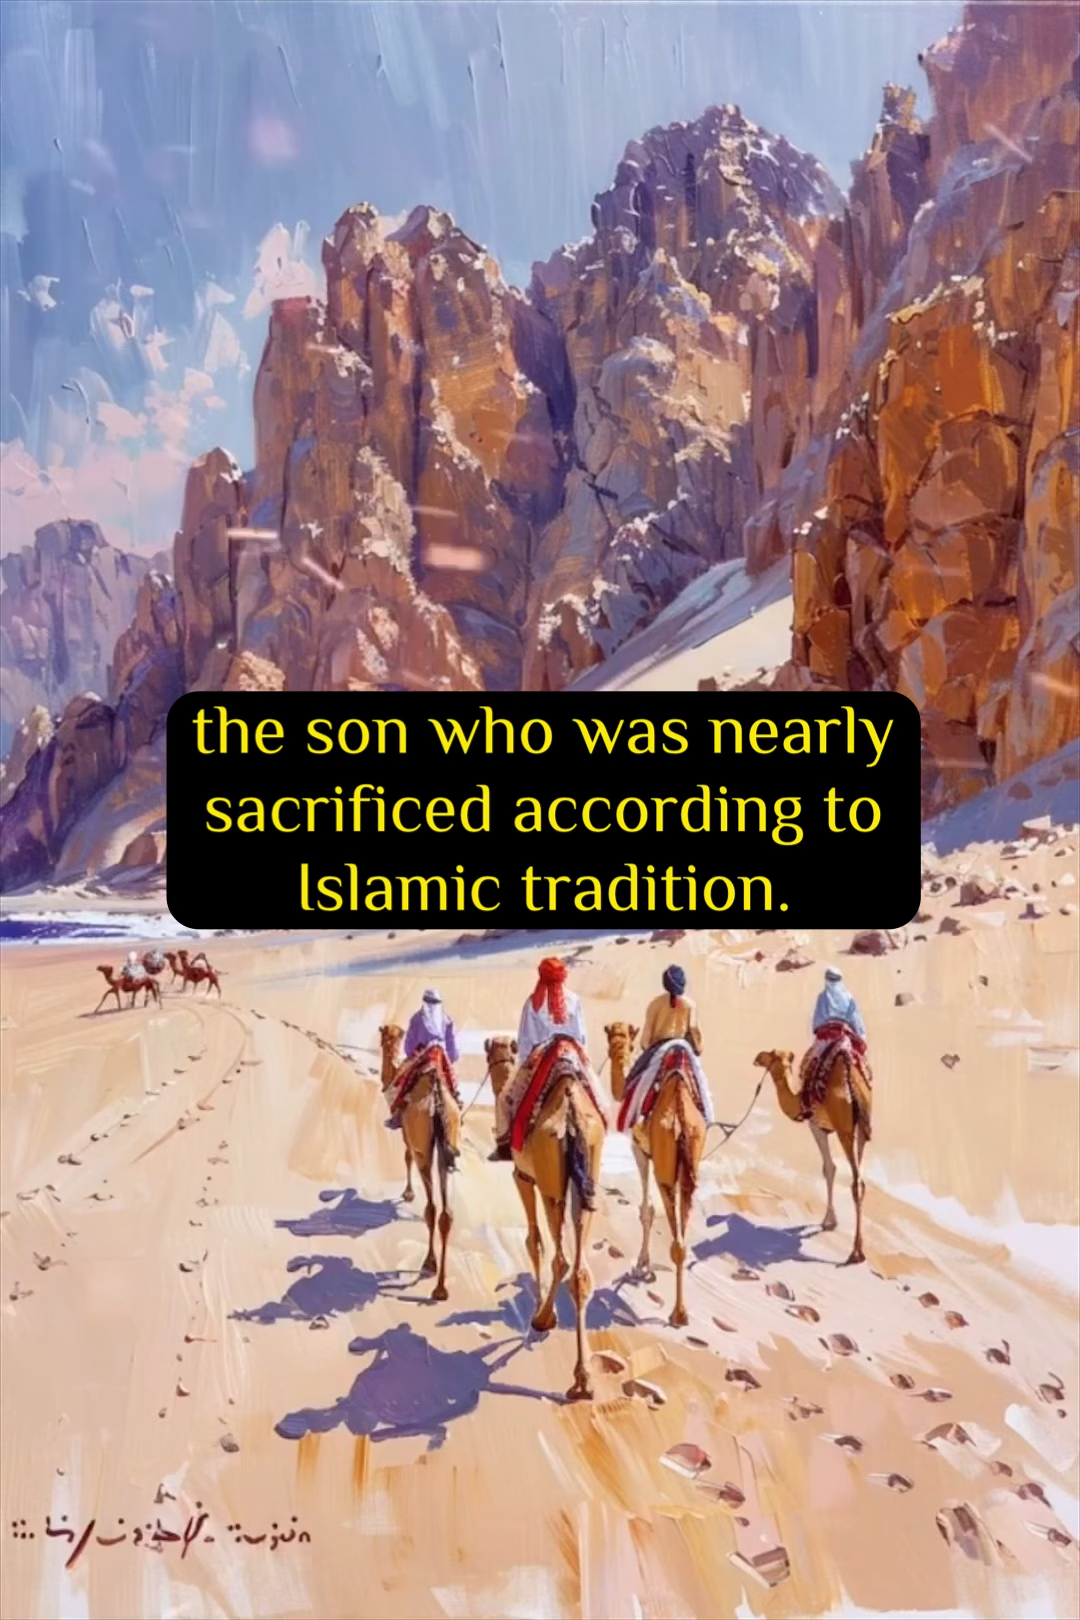 the son who was nearly
sacrificed according to
Islamic tradition.